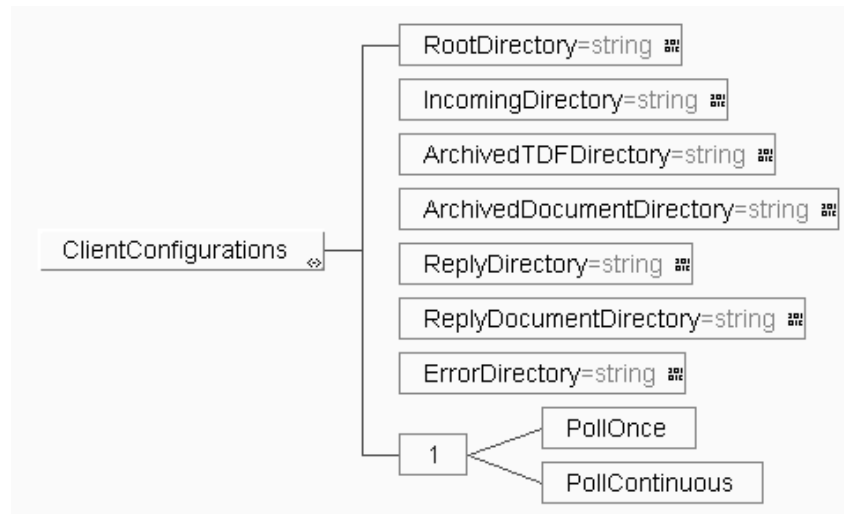 RootDirectory=string
IncomingDirectory=string
ArchivedTDFDirectory=string
ArchivedDocumentDirectory=string
ClientConfigurations
ReplyDirectory=string
ReplyDocumentDirectory=string
ErrorDirectory=string
PollOnce
1
PollContinuous